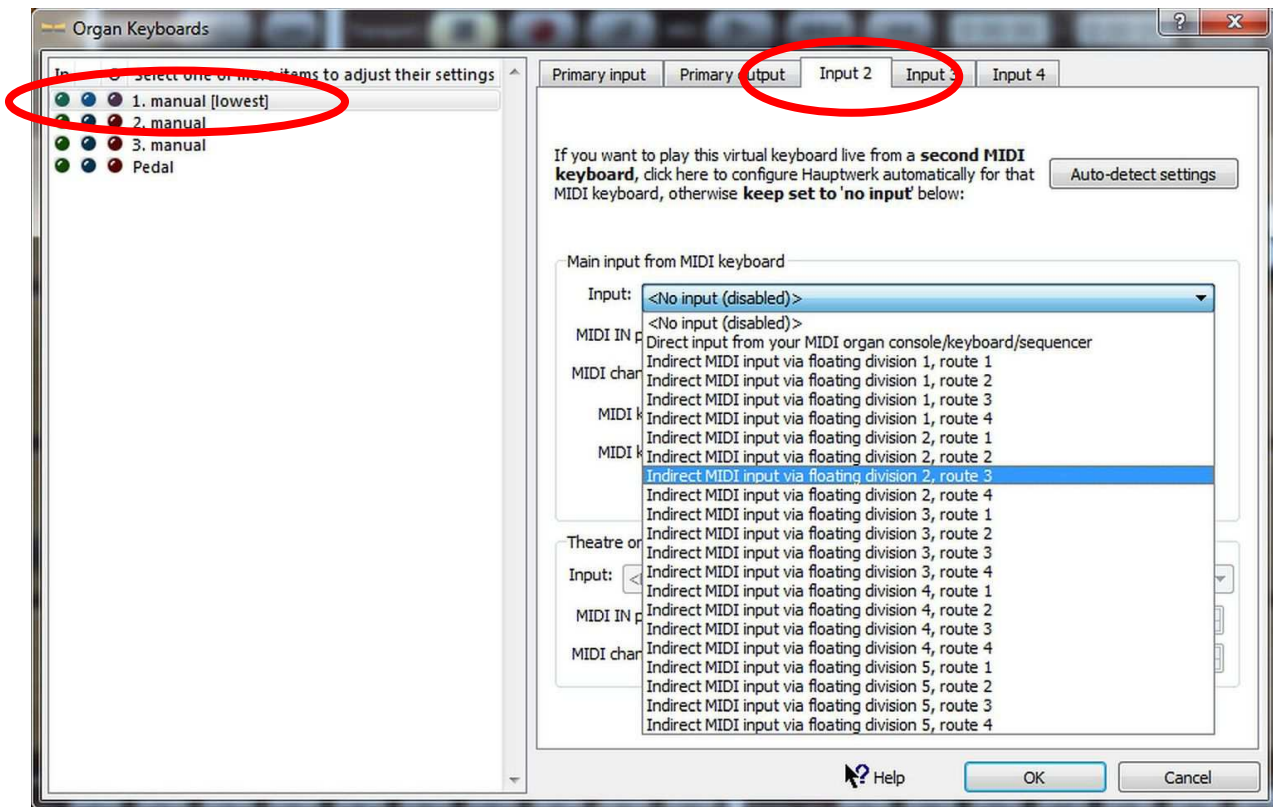 Organ Keyboards
Select one or more items to adjust their settings
1. manual [lowest]
2. manual
3. manual
Pedal
Primary input Primary output Input 2 Input 3 Input 4
If you want to play this virtual keyboard live from a second MIDI
keyboard, click here to configure Hauptwerk automatically for that
MIDI keyboard, otherwise keep set to 'no input' below:
Auto-detect settings
Main input from MIDI keyboard
Input: <No input (disabled)>
<No input (disabled)>
MIDI IN
Direct input from your MIDI organ console/keyboard/sequencer
Indirect MIDI input via floating division 1, route 1
MIDI
Indirect MIDI input via floating division 1, route 2
Indirect MIDI input via floating division 1, route 3
MIDI
Indirect MIDI input via floating division 1, route 4
Indirect MIDI input via floating division 2, route 1
MIDI
Indirect MIDI input via floating division 2, route 2
Indirect MIDI input via floating division 2, route 3
Indirect MIDI input via floating division 2, route 4
Indirect MIDI input via floating division 3, route 1
Indirect MIDI input via floating division 3, route 2
Theatre
Indirect MIDI input via floating division 3, route 3
Input:
Indirect MIDI input via floating division 3, route 4
Indirect MIDI input via floating division 4, route 1
MIDI IN
Indirect MIDI input via floating division 4, route 2
Indirect MIDI input via floating division 4, route 3
MIDI
Indirect MIDI input via floating division 4, route 4
Indirect MIDI input via floating division 5, route 1
Indirect MIDI input via floating division 5, route 2
Indirect MIDI input via floating division 5, route 3
Indirect MIDI input via floating division 5, route 4
Help OK Cancel